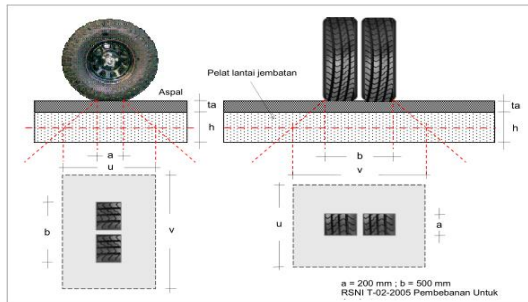 Aspal
Pelat lantai jembatan
ta
h
a
u
b
v
ta
h
b
v
u
a
a = 200 mm ; b = 500 mm
RSNI T-02-2005 Pembebanan Untuk